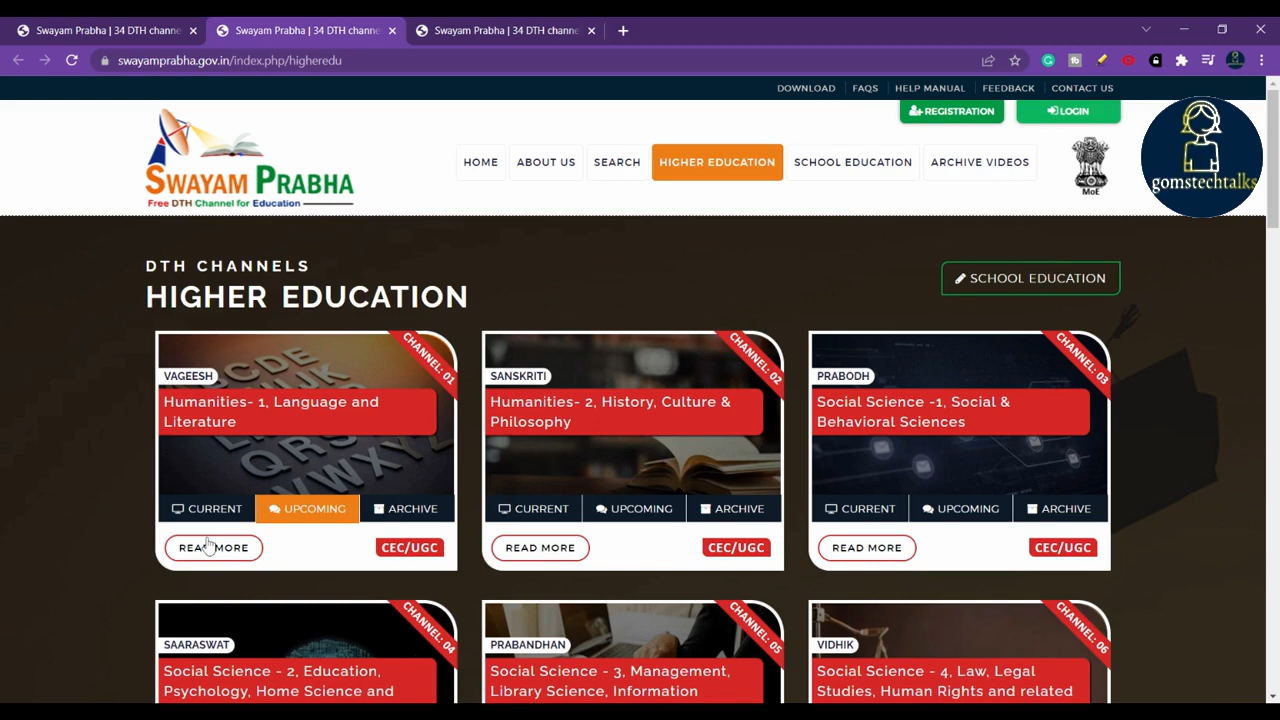 Swayam Prabha | 34 DTH channe
Swayam Prabha | 34 DTH channe
Swayam Prabha | 34 DTH channe
swayamprabha.gov.in/index.php/higheredu
DOWNLOAD
FAQS
HELP MANUAL
FEEDBACK
CONTACT US
REGISTRATION
LOGIN
SWAYAM PRABHA
Free DTH Channel for Education
HOME
ABOUT US
SEARCH
HIGHER EDUCATION
SCHOOL EDUCATION
ARCHIVE VIDEOS
MoE
gomstechtalks
DTH CHANNELS
HIGHER EDUCATION
SCHOOL EDUCATION
CHANNEL: 01
VAGEESH
Humanities- 1, Language and
Literature
CURRENT
UPCOMING
ARCHIVE
READ MORE
CEC/UGC
CHANNEL: 02
SANSKRITI
Humanities- 2, History, Culture &
Philosophy
CURRENT
UPCOMING
ARCHIVE
READ MORE
CEC/UGC
CHANNEL: 03
PRABODH
Social Science -1, Social &
Behavioral Sciences
CURRENT
UPCOMING
ARCHIVE
READ MORE
CEC/UGC
CHANNEL: 04
SAARASWAT
Social Science - 2, Education,
Psychology, Home Science and
CHANNEL: 05
PRABANDHAN
Social Science - 3, Management,
Library Science, Information
CHANNEL: 06
VIDHIK
Social Science - 4, Law, Legal
Studies, Human Rights and related